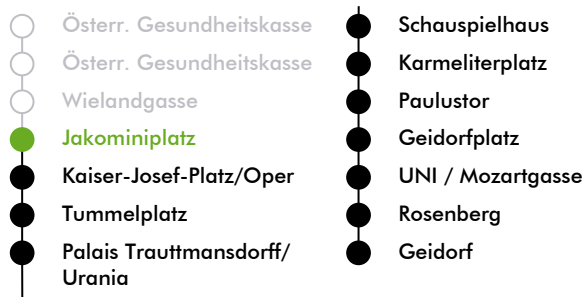 Österr. Gesundheitskasse
Österr. Gesundheitskasse
Wielandgasse
Jakominiplatz
Kaiser-Josef-Platz/Oper
Tummelplatz
Palais Trauttmansdorff/
Urania
Schauspielhaus
Karmeliterplatz
Paulustor
Geidorfplatz
UNI / Mozartgasse
Rosenberg
Geidorf